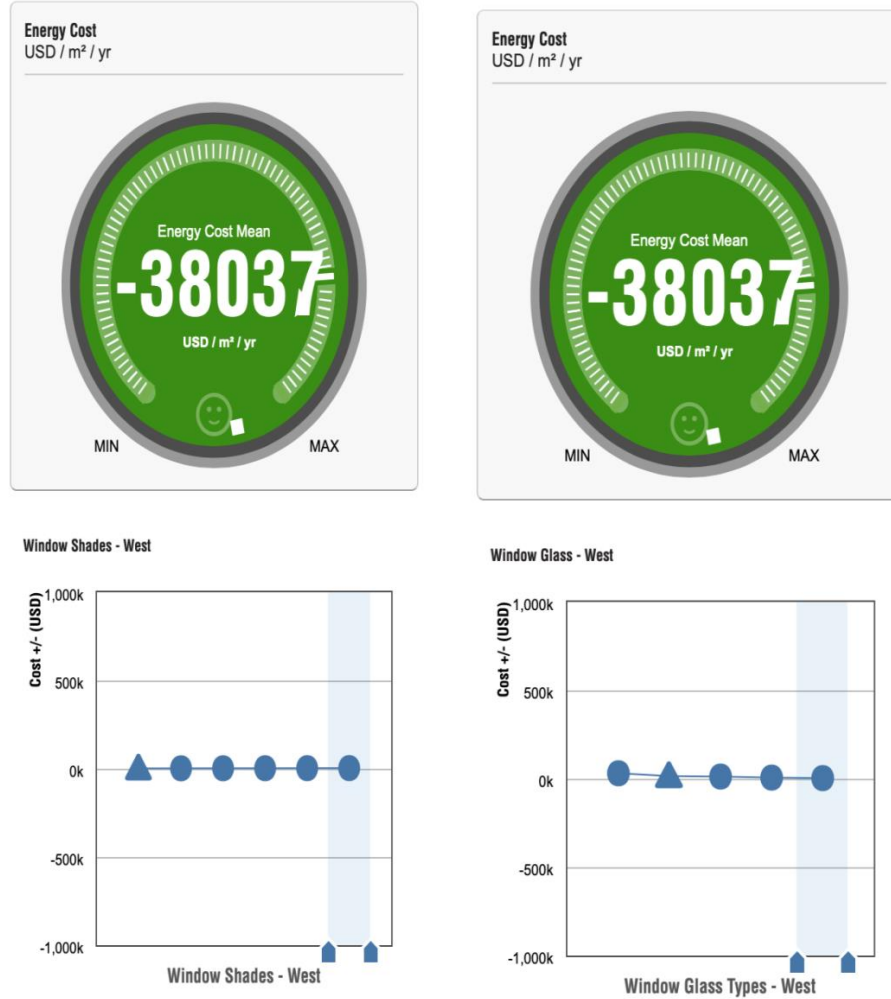 Energy Cost
USD / m² / yr
Energy Cost Mean
-38037
USD / m² / yr
MIN
MAX
Energy Cost
USD / m² / yr
Energy Cost Mean
-38037
USD / m² / yr
MIN
MAX
Window Shades - West
Cost +/- (USD)
1,000k
500k
0k
-500k
-1,000k
Window Shades - West
Window Glass - West
Cost +/- (USD)
1,000k
500k
0k
-500k
-1,000k
Window Glass Types - West